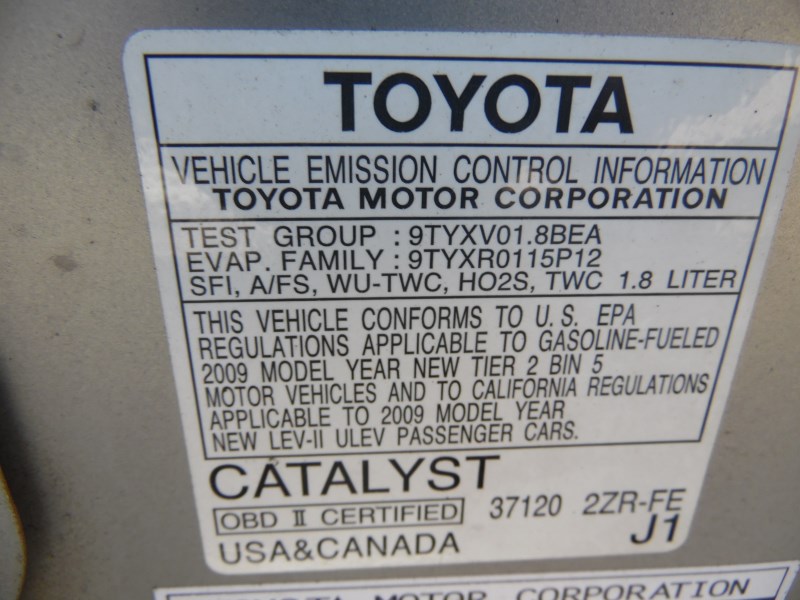 TOYOTA
VEHICLE EMISSION CONTROL INFORMATION
TOYOTA MOTOR CORPORATION
TEST GROUP : 9TYXV01.8BEA
EVAP. FAMILY : 9TYXR0115P12
SFI, A/FS, WU-TWC, HO2S, TWC 1.8 LITER
THIS VEHICLE CONFORMS TO U.S. EPA
REGULATIONS APPLICABLE TO GASOLINE-FUELED
2009 MODEL YEAR NEW TIER 2 BIN 5
MOTOR VEHICLES AND TO CALIFORNIA REGULATIONS
APPLICABLE TO 2009 MODEL YEAR
NEW LEV-II ULEV PASSENGER CARS.
CATALYST
OBD II CERTIFIED 37120 2ZR-FE
USA&CANADA J1
TOYOTA MOTOR CORPORATION